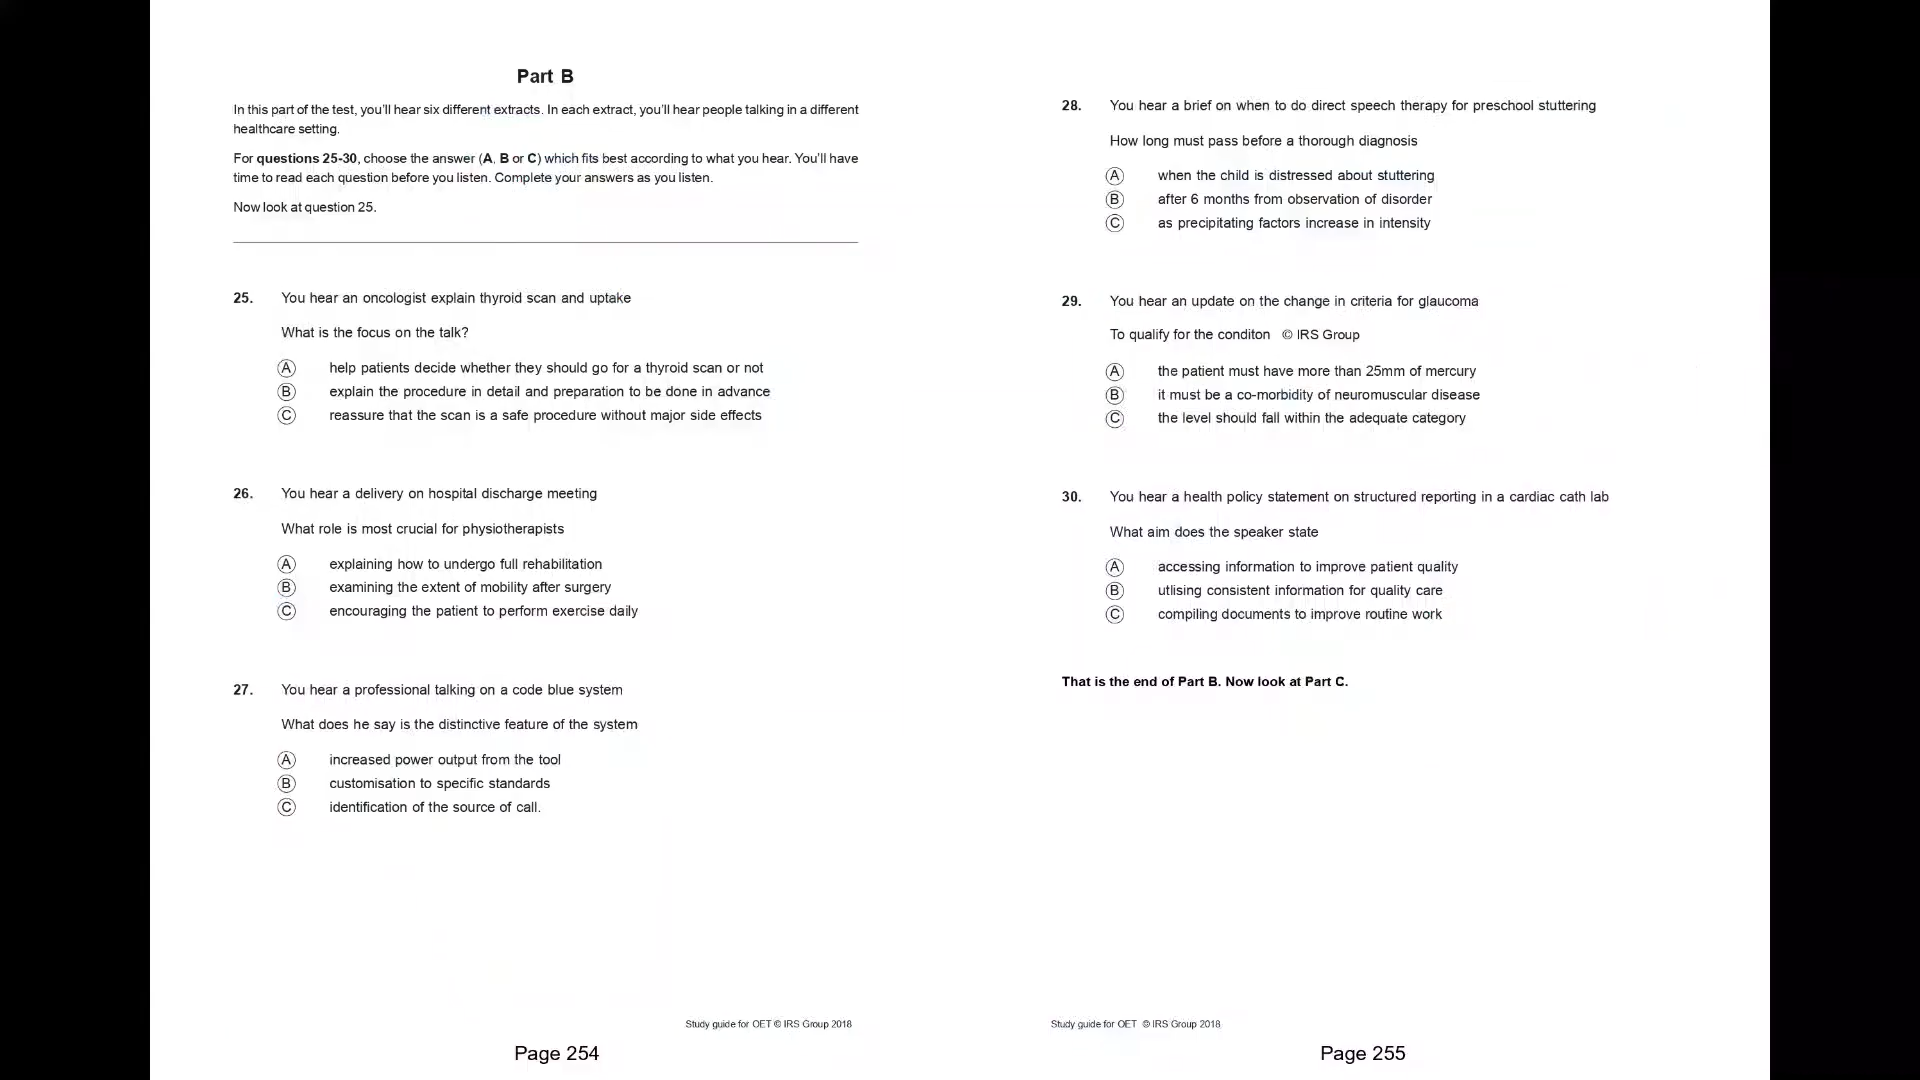 Part B
In this part of the test, you'll hear six different extracts. In each extract, you'll hear people talking in a different
healthcare setting.
For questions 25-30, choose the answer (A, B or C) which fits best according to what you hear. You'll have
time to read each question before you listen. Complete your answers as you listen.
Now look at question 25.
25. You hear an oncologist explain thyroid scan and uptake
What is the focus on the talk?
A help patients decide whether they should go for a thyroid scan or not
B explain the procedure in detail and preparation to be done in advance
C reassure that the scan is a safe procedure without major side effects
26. You hear a delivery on hospital discharge meeting
What role is most crucial for physiotherapists
A explaining how to undergo full rehabilitation
B examining the extent of mobility after surgery
C encouraging the patient to perform exercise daily
27. You hear a professional talking on a code blue system
What does he say is the distinctive feature of the system
A increased power output from the tool
B customisation to specific standards
C identification of the source of call.
Study guide for OET © IRS Group 2018
Page 254
28. You hear a brief on when to do direct speech therapy for preschool stuttering
How long must pass before a thorough diagnosis
A when the child is distressed about stuttering
B after 6 months from observation of disorder
C as precipitating factors increase in intensity
29. You hear an update on the change in criteria for glaucoma
To qualify for the conditon © IRS Group
A the patient must have more than 25mm of mercury
B it must be a co-morbidity of neuromuscular disease
C the level should fall within the adequate category
30. You hear a health policy statement on structured reporting in a cardiac cath lab
What aim does the speaker state
A accessing information to improve patient quality
B utlising consistent information for quality care
C compiling documents to improve routine work
That is the end of Part B. Now look at Part C.
Study guide for OET © IRS Group 2018
Page 255